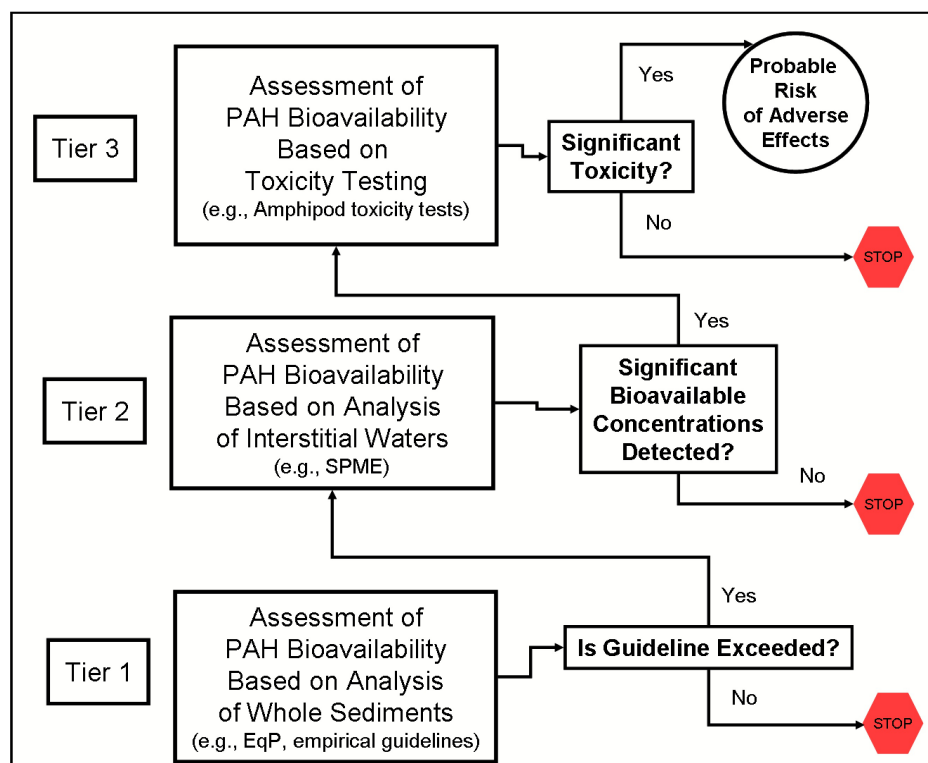 Tier 3
Assessment of
PAH Bioavailability
Based on
Toxicity Testing
(e.g., Amphipod toxicity tests)
Significant
Toxicity?
Yes
Probable
Risk
of Adverse
Effects
No
STOP
Tier 2
Assessment of
PAH Bioavailability
Based on Analysis
of Interstitial Waters
(e.g., SPME)
Yes
Significant
Bioavailable
Concentrations
Detected?
No
STOP
Tier 1
Assessment of
PAH Bioavailability
Based on Analysis
of Whole Sediments
(e.g., EqP, empirical guidelines)
Yes
Is Guideline Exceeded?
No
STOP